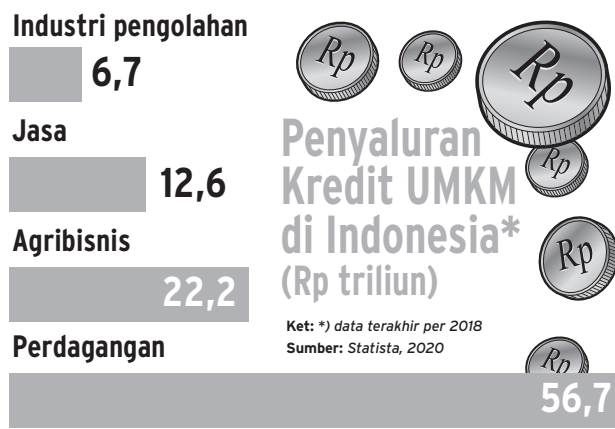 Industri pengolahan
6,7
Jasa
12,6
Agribisnis
22,2
Perdagangan
56,7
Penyaluran
Kredit UMKM
di Indonesia*
(Rp triliun)
Ket: *) data terakhir per 2018
Sumber: Statista, 2020
Rp
Rp
Rp
Rp
Rp
Rp